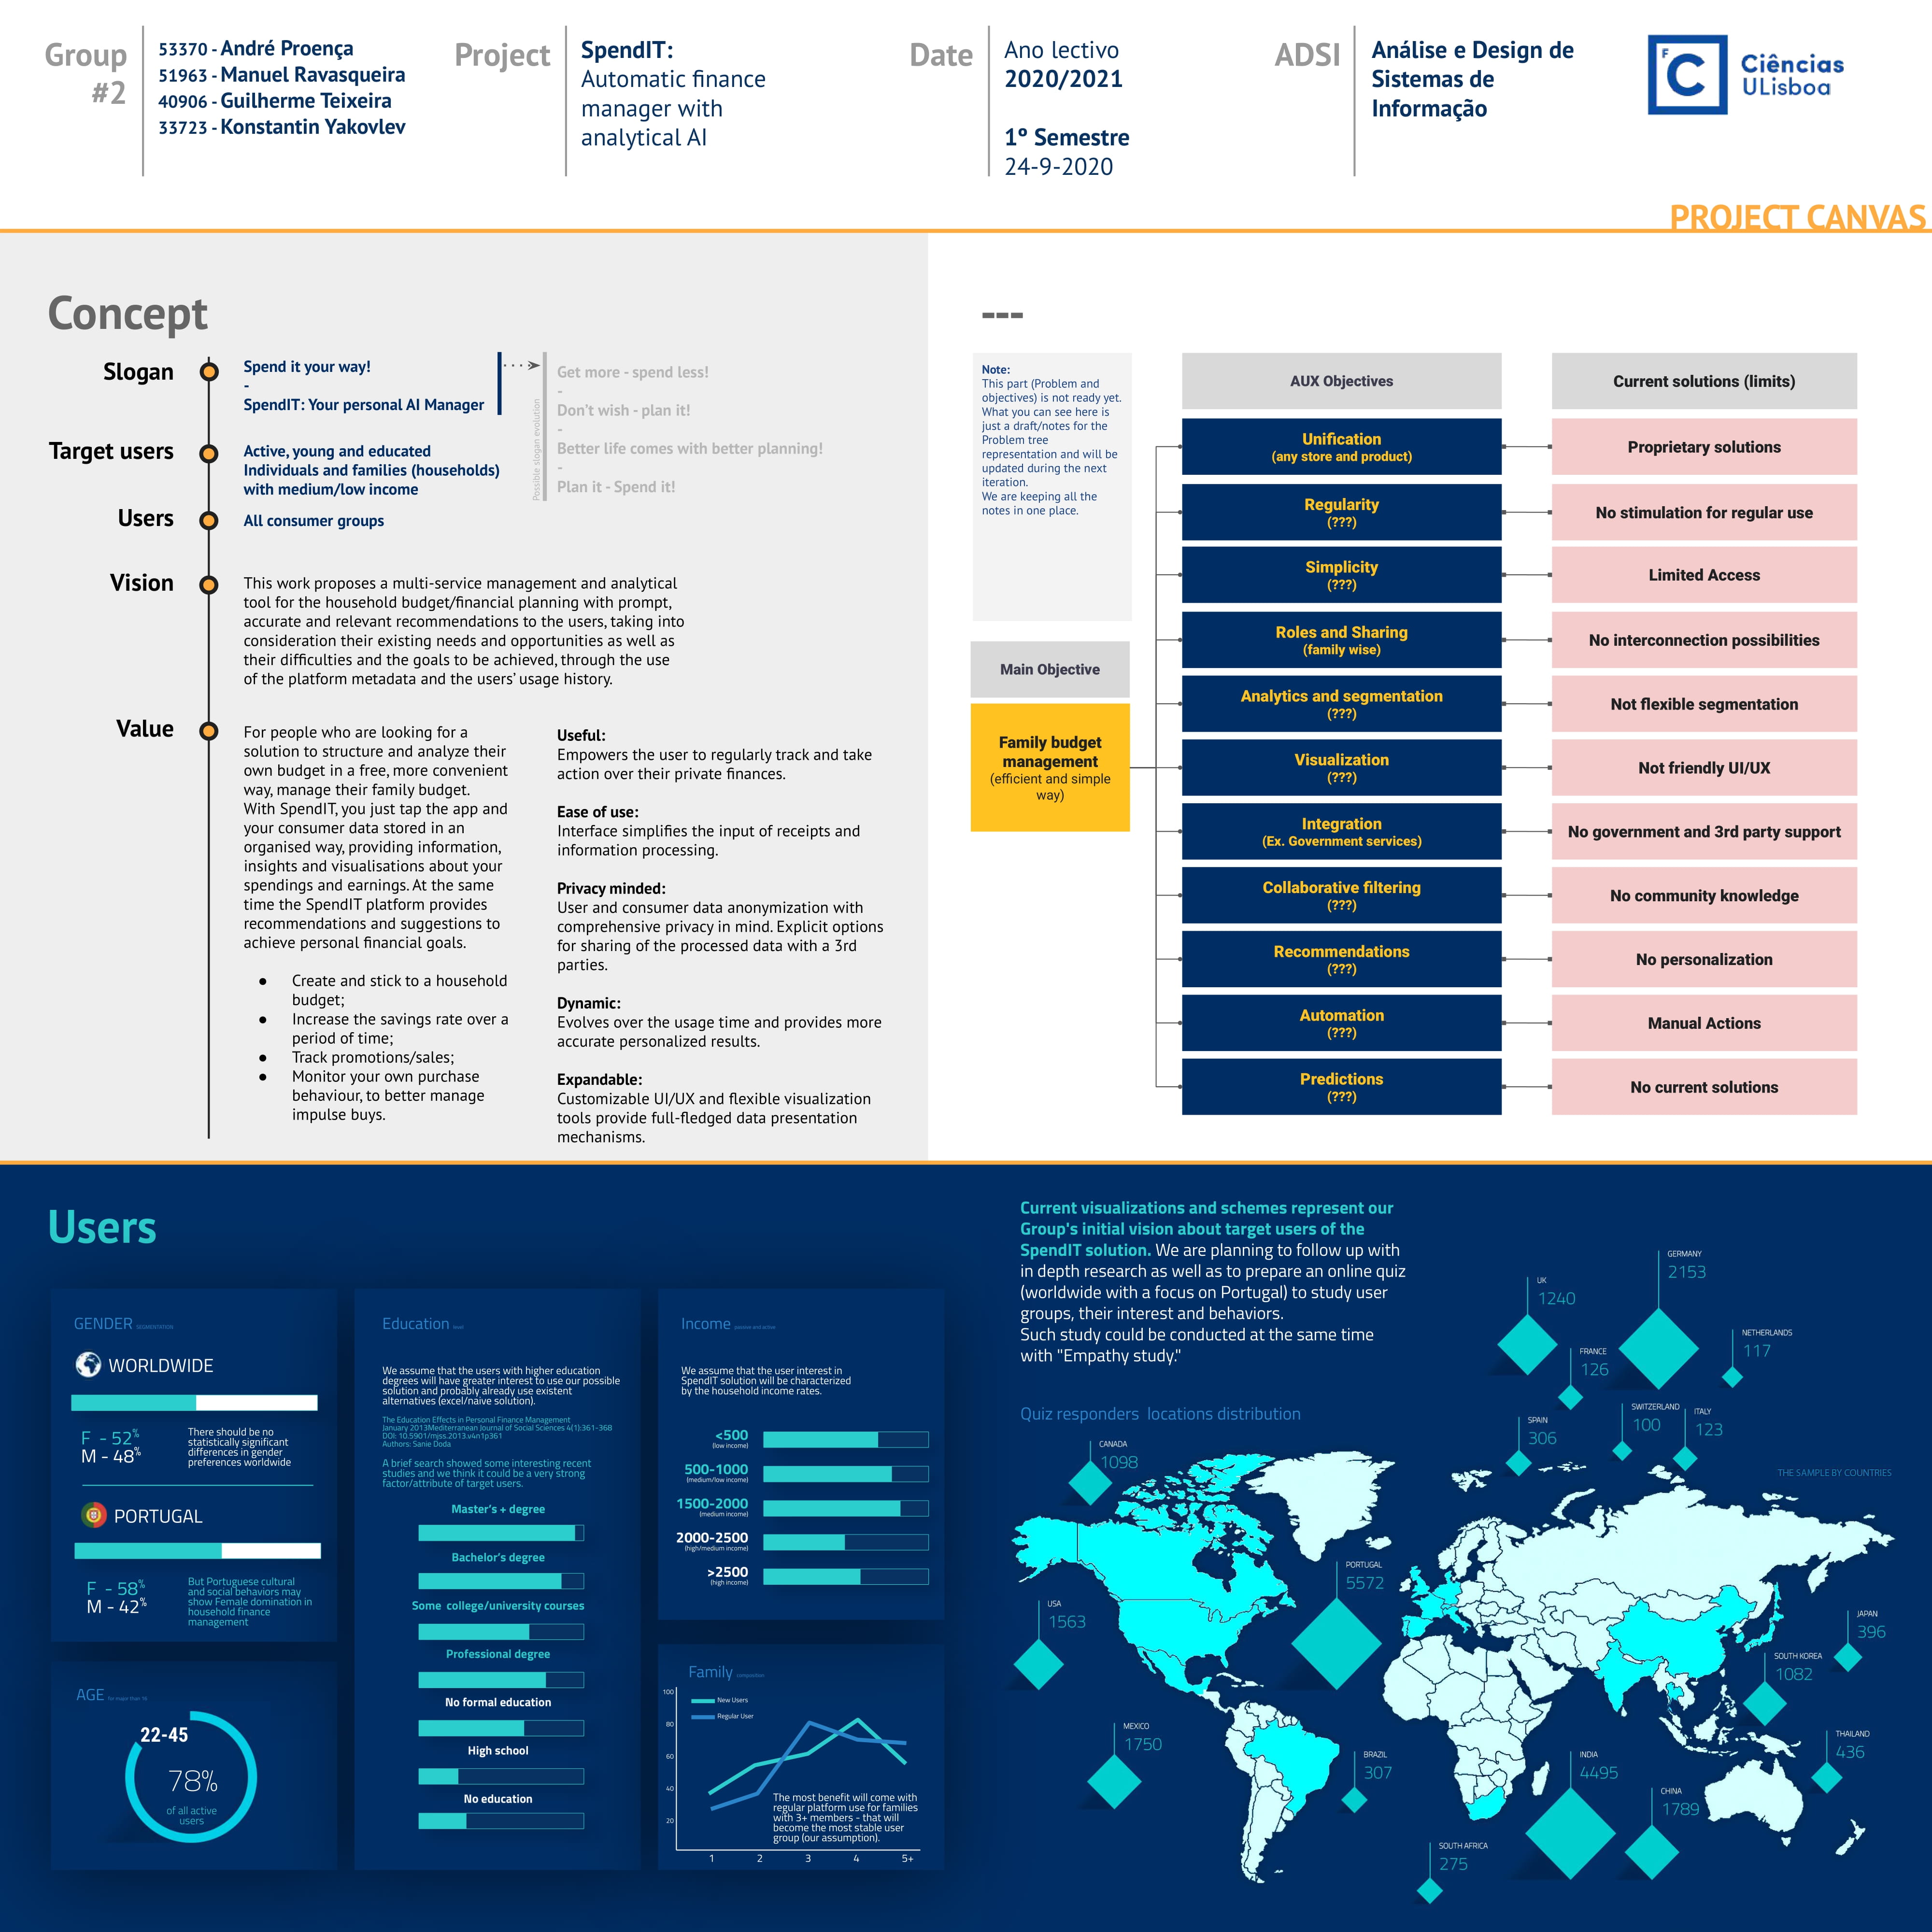 Group
#2
53370 - André Proença
51963 - Manuel Ravasqueira
40906 - Guilherme Teixeira
33723 - Konstantin Yakovlev
Project
SpendIT:
Automatic finance
manager with
analytical AI
Date
Ano lectivo
2020/2021
1º Semestre
24-9-2020
ADSI
Análise e Design de
Sistemas de
Informação
F
C
Ciências
ULisboa
PROJECT CANVAS
Concept
Slogan
Spend it your way!
-
SpendIT: Your personal AI Manager
Possible slogan evolution
Get more - spend less!
-
Don't wish - plan it!
-
Better life comes with better planning!
-
Plan it - Spend it!
Target users
Active, young and educated
Individuals and families (households)
with medium/low income
Users
All consumer groups
Vision
This work proposes a multi-service management and analytical
tool for the household budget/financial planning with prompt,
accurate and relevant recommendations to the users, taking into
consideration their existing needs and opportunities as well as
their difficulties and the goals to be achieved, through the use
of the platform metadata and the users' usage history.
Value
For people who are looking for a
solution to structure and analyze their
own budget in a free, more convenient
way, manage their family budget.
With SpendIT, you just tap the app and
your consumer data stored in an
organised way, providing information,
insights and visualisations about your
spendings and earnings. At the same
time the SpendIT platform provides
recommendations and suggestions to
achieve personal financial goals.
● Create and stick to a household
budget;
● Increase the savings rate over a
period of time;
● Track promotions/sales;
● Monitor your own purchase
behaviour, to better manage
impulse buys.
Useful:
Empowers the user to regularly track and take
action over their private finances.
Ease of use:
Interface simplifies the input of receipts and
information processing.
Privacy minded:
User and consumer data anonymization with
comprehensive privacy in mind. Explicit options
for sharing of the processed data with a 3rd
parties.
Dynamic:
Evolves over the usage time and provides more
accurate personalized results.
Expandable:
Customizable UI/UX and flexible visualization
tools provide full-fledged data presentation
mechanisms.
---
Note:
This part (Problem and
objectives) is not ready yet.
What you can see here is
just a draft/notes for the
Problem tree
representation and will be
updated during the next
iteration.
We are keeping all the
notes in one place.
Main Objective
Family budget
management
(efficient and simple
way)
AUX Objectives
Current solutions (limits)
Unification
(any store and product)
Proprietary solutions
Regularity
(???)
No stimulation for regular use
Simplicity
(???)
Limited Access
Roles and Sharing
(family wise)
No interconnection possibilities
Analytics and segmentation
(???)
Not flexible segmentation
Visualization
(???)
Not friendly UI/UX
Integration
(Ex. Government services)
No government and 3rd party support
Collaborative filtering
(???)
No community knowledge
Recommendations
(???)
No personalization
Automation
(???)
Manual Actions
Predictions
(???)
No current solutions
Users
GENDER SEGMENTATION
WORLDWIDE
F - 52%
M - 48%
There should be no
statistically significant
differences in gender
preferences worldwide
PORTUGAL
F - 58%
M - 42%
But Portuguese cultural
and social behaviors may
show Female domination in
household finance
management
AGE for more than 16
22-45
78%
of all active
users
Education level
We assume that the users with higher education
degrees will have greater interest to use our possible
solution and probably already use existent
alternatives (excel/naive solution).
The Education Effects in Personal Finance Management
January 2013Mediterranean Journal of Social Sciences 4(1):361-368
DOI: 10.5901/mjss.2013.v4n1p361
Authors: Sanie Doda
A brief search showed some interesting recent
studies and we think it could be a very strong
factor/attribute of target users.
Master's + degree
Bachelor's degree
Some college/university courses
Professional degree
No formal education
High school
No education
Income passive and active
We assume that the user interest in
SpendIT solution will be characterized
by the household income rates.
<500
(low income)
500-1000
(medium/low income)
1500-2000
(medium income)
2000-2500
(high/medium income)
>2500
(high income)
Family composition
100
80
60
40
20
New Users
Regular User
The most benefit will come with
regular platform use for families
with 3+ members - that will
become the most stable user
group (our assumption).
1
2
3
4
5+
Current visualizations and schemes represent our
Group's initial vision about target users of the
SpendIT solution. We are planning to follow up with
in depth research as well as to prepare an online quiz
(worldwide with a focus on Portugal) to study user
groups, their interest and behaviors.
Such study could be conducted at the same time
with "Empathy study."
Quiz responders locations distribution
THE SAMPLE BY COUNTRIES
GERMANY
2153
UK
1240
NETHERLANDS
117
FRANCE
126
SWITZERLAND
100
ITALY
123
SPAIN
306
CANADA
1098
PORTUGAL
5572
USA
1563
JAPAN
396
SOUTH KOREA
1082
MEXICO
1750
BRAZIL
307
INDIA
4495
THAILAND
436
CHINA
1789
SOUTH AFRICA
275